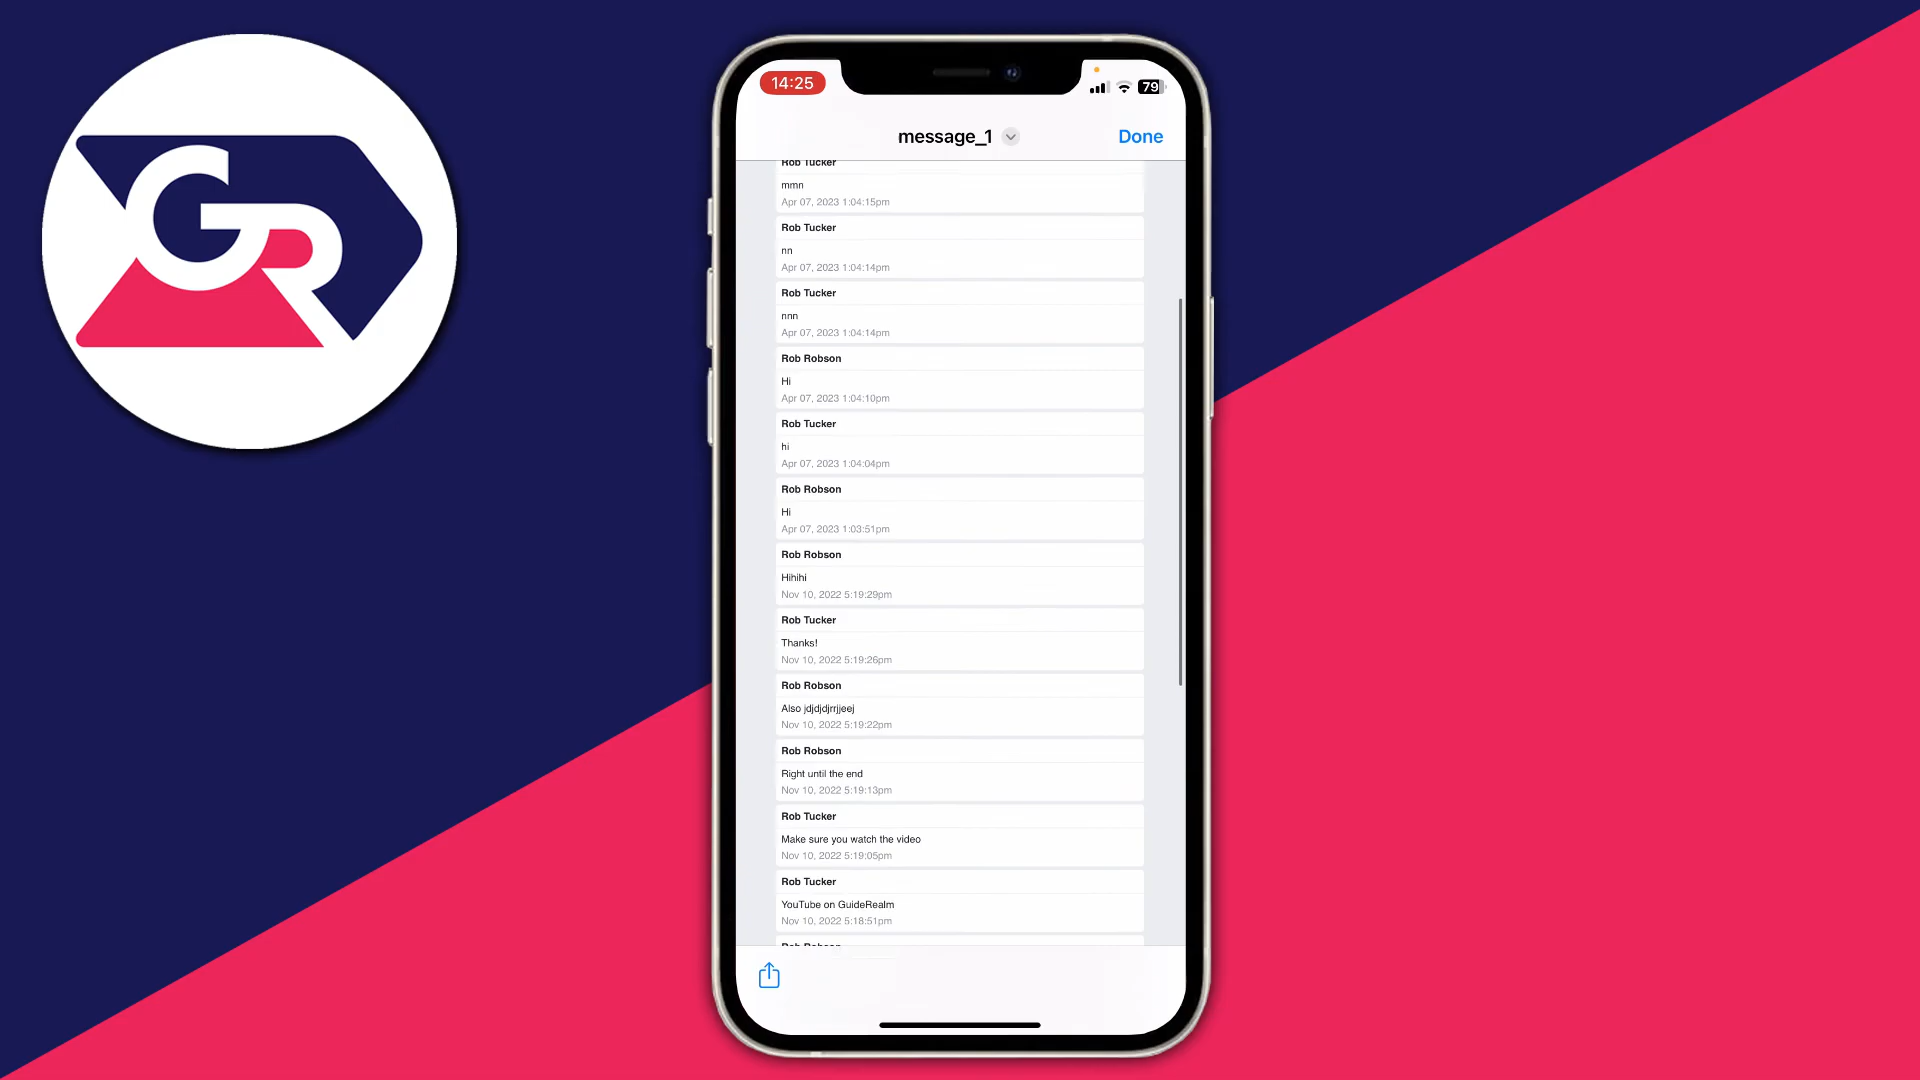 GR
14:25
79
message_1
Done
Rob Tucker
mmn
Apr 07, 2023 1:04:15pm
Rob Tucker
nn
Apr 07, 2023 1:04:14pm
Rob Tucker
nnn
Apr 07, 2023 1:04:14pm
Rob Robson
Hi
Apr 07, 2023 1:04:10pm
Rob Tucker
hi
Apr 07, 2023 1:04:04pm
Rob Robson
Hi
Apr 07, 2023 1:03:51pm
Rob Robson
Hihihi
Nov 10, 2022 5:19:29pm
Rob Tucker
Thanks!
Nov 10, 2022 5:19:26pm
Rob Robson
Also jdjdjdjrrjjeej
Nov 10, 2022 5:19:22pm
Rob Robson
Right until the end
Nov 10, 2022 5:19:13pm
Rob Tucker
Make sure you watch the video
Nov 10, 2022 5:19:05pm
Rob Tucker
YouTube on GuideRealm
Nov 10, 2022 5:18:51pm
Rob Robson